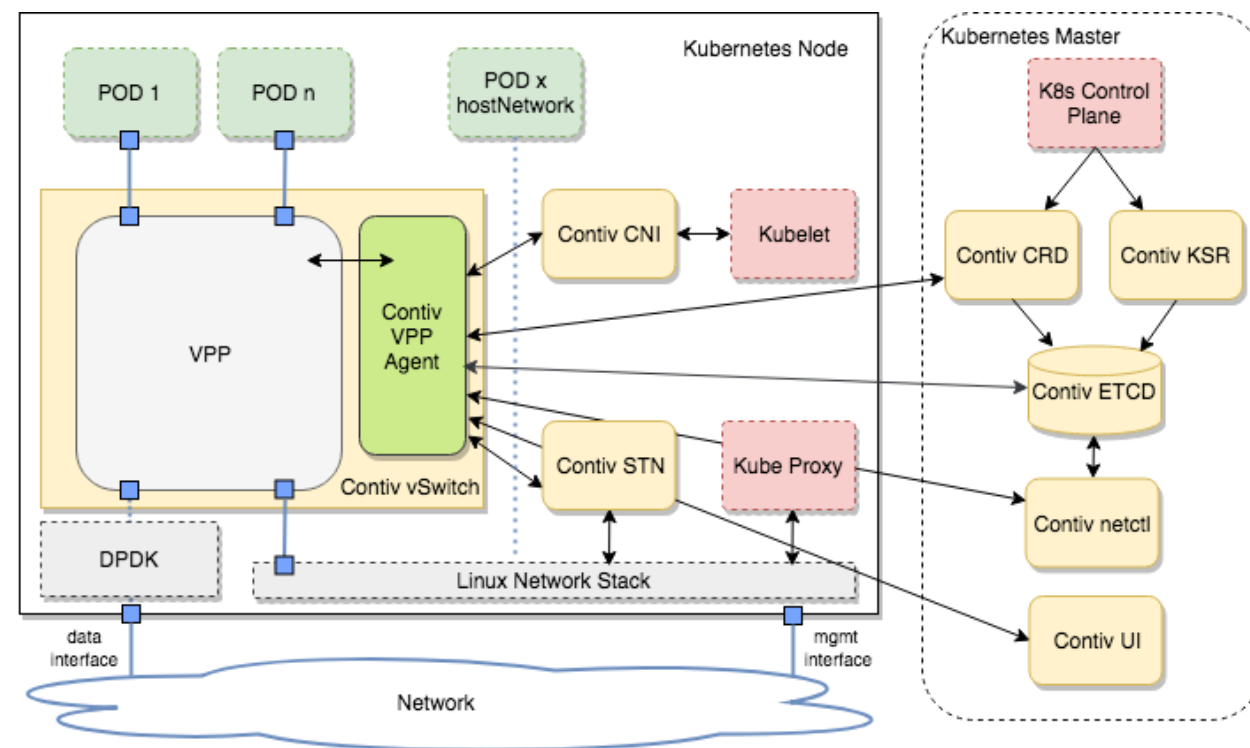 Kubernetes Node
Kubernetes Master
POD 1
POD n
POD x
hostNetwork
K8s Control
Plane
Contiv CNI
Kubelet
Contiv CRD
Contiv KSR
VPP
Contiv
VPP
Agent
Contiv ETCD
Contiv STN
Kube Proxy
Contiv vSwitch
Contiv netctl
DPDK
Linux Network Stack
Contiv UI
data
interface
mgmt
interface
Network